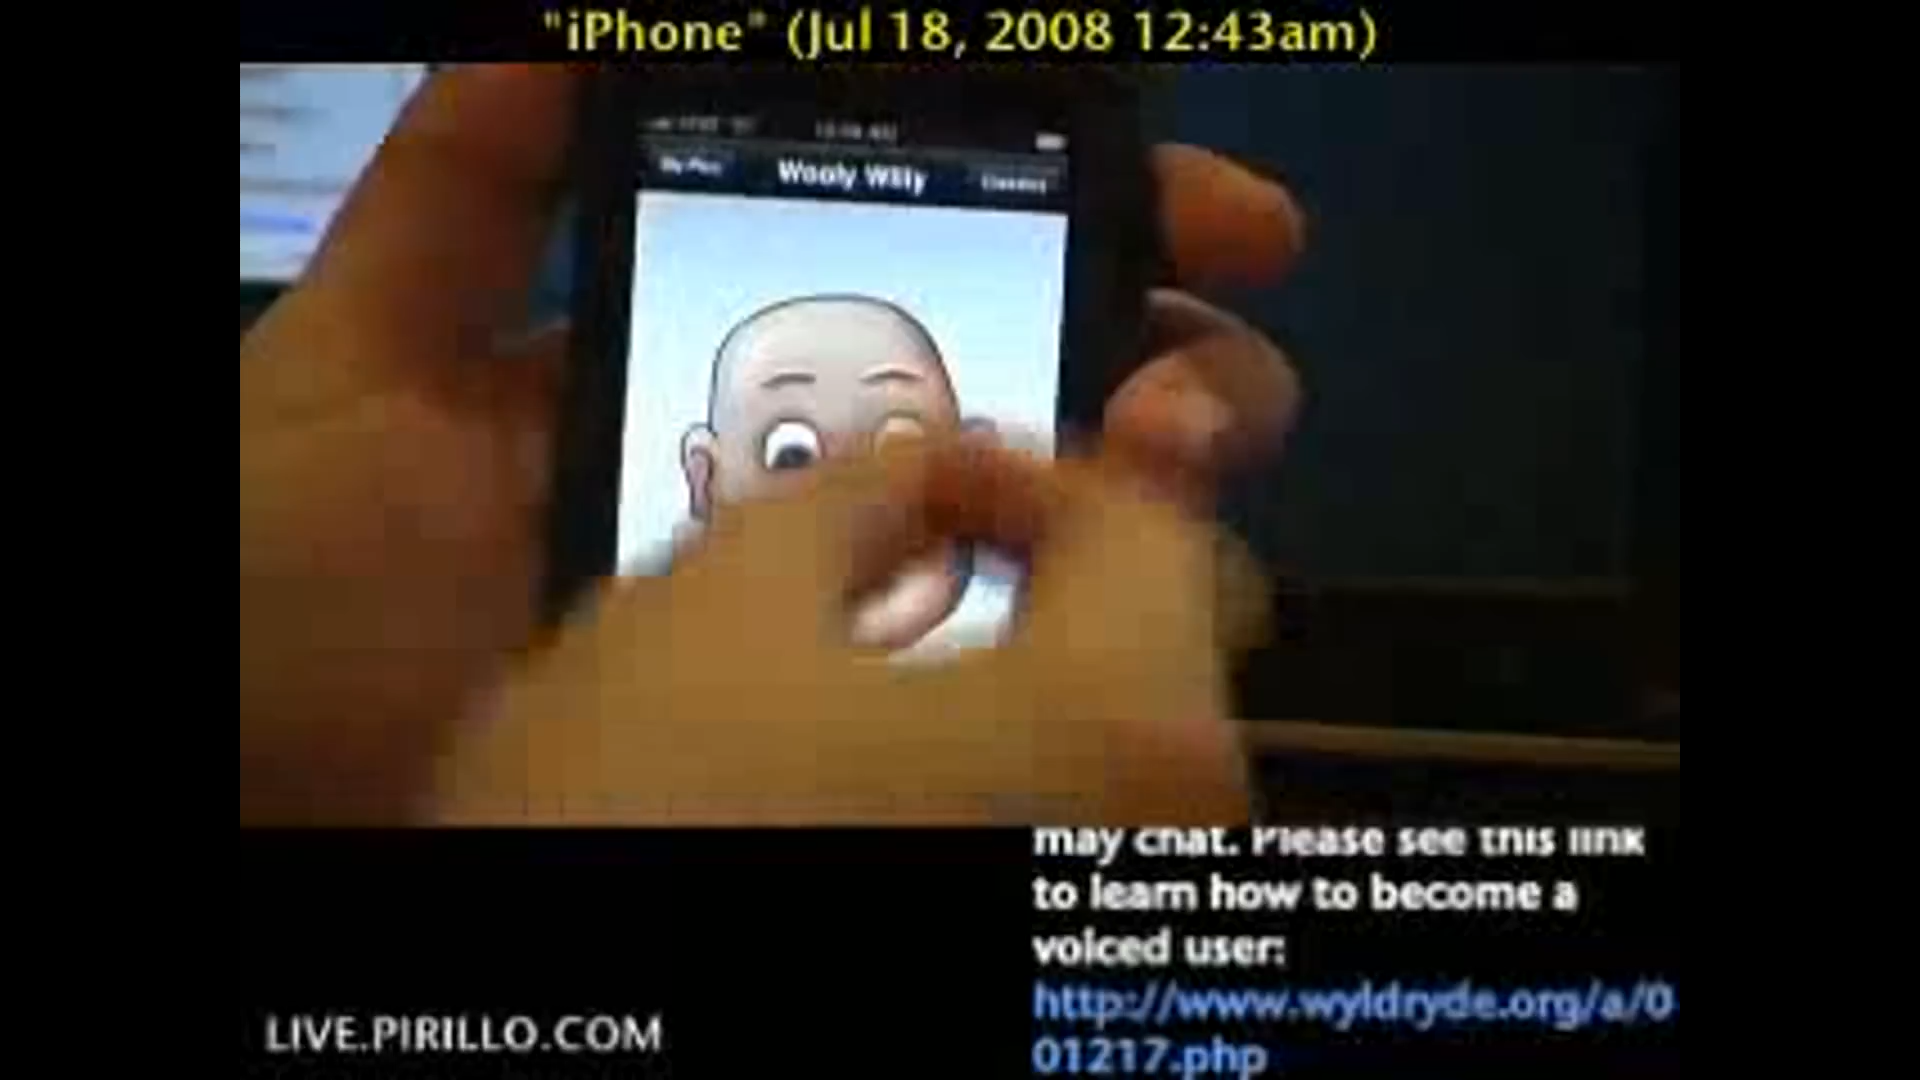 "iPhone" (Jul 18, 2008 12:43am)
Wooly Willy
may chat. Please see this link
to learn how to become a
voiced user:
http://www.wyldryde.org/a/0
01217.php
LIVE.PIRILLO.COM